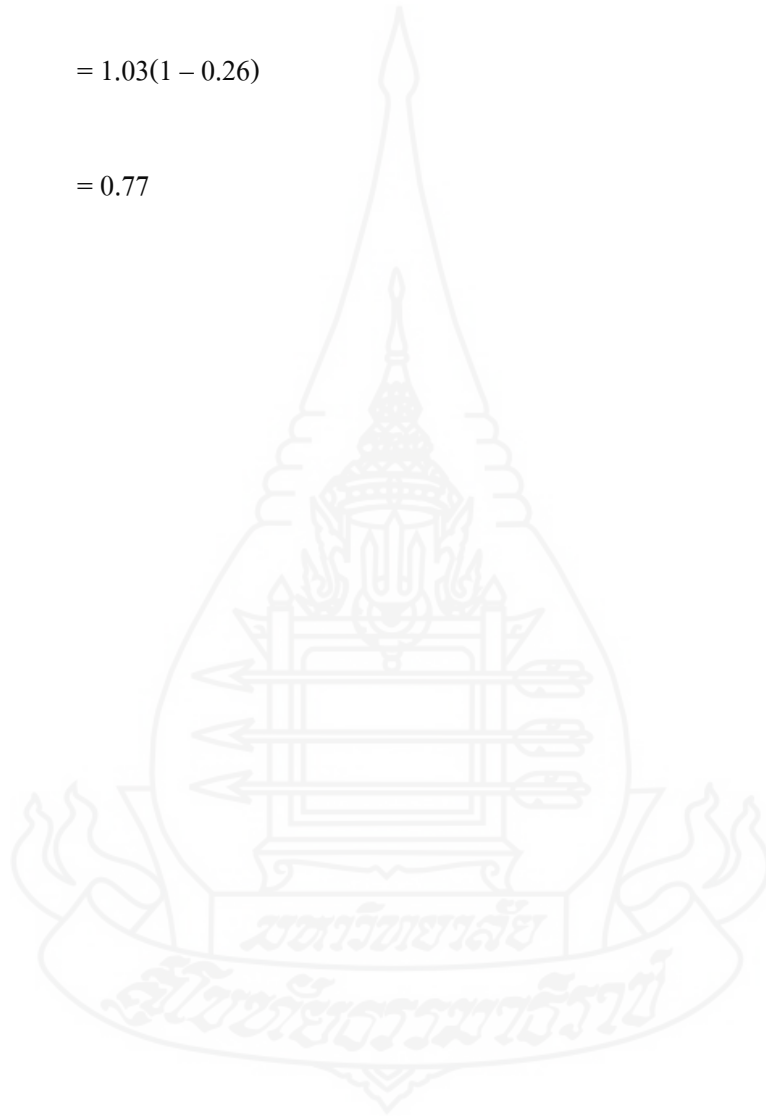 = 1.03(1 – 0.26)
= 0.77
มหาวิทยาลัย
สุโขทัยธรรมาธิราช